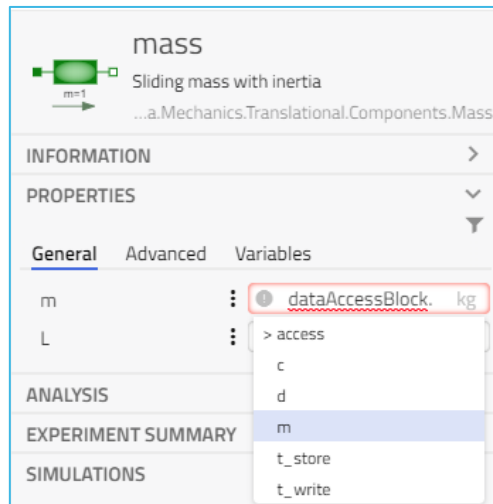 mass
Sliding mass with inertia
m=1
...a.Mechanics.Translational.Components.Mass
INFORMATION
PROPERTIES
General Advanced Variables
m dataAccessBlock. kg
L
> access
c
d
m
t_store
t_write
ANALYSIS
EXPERIMENT SUMMARY
SIMULATIONS